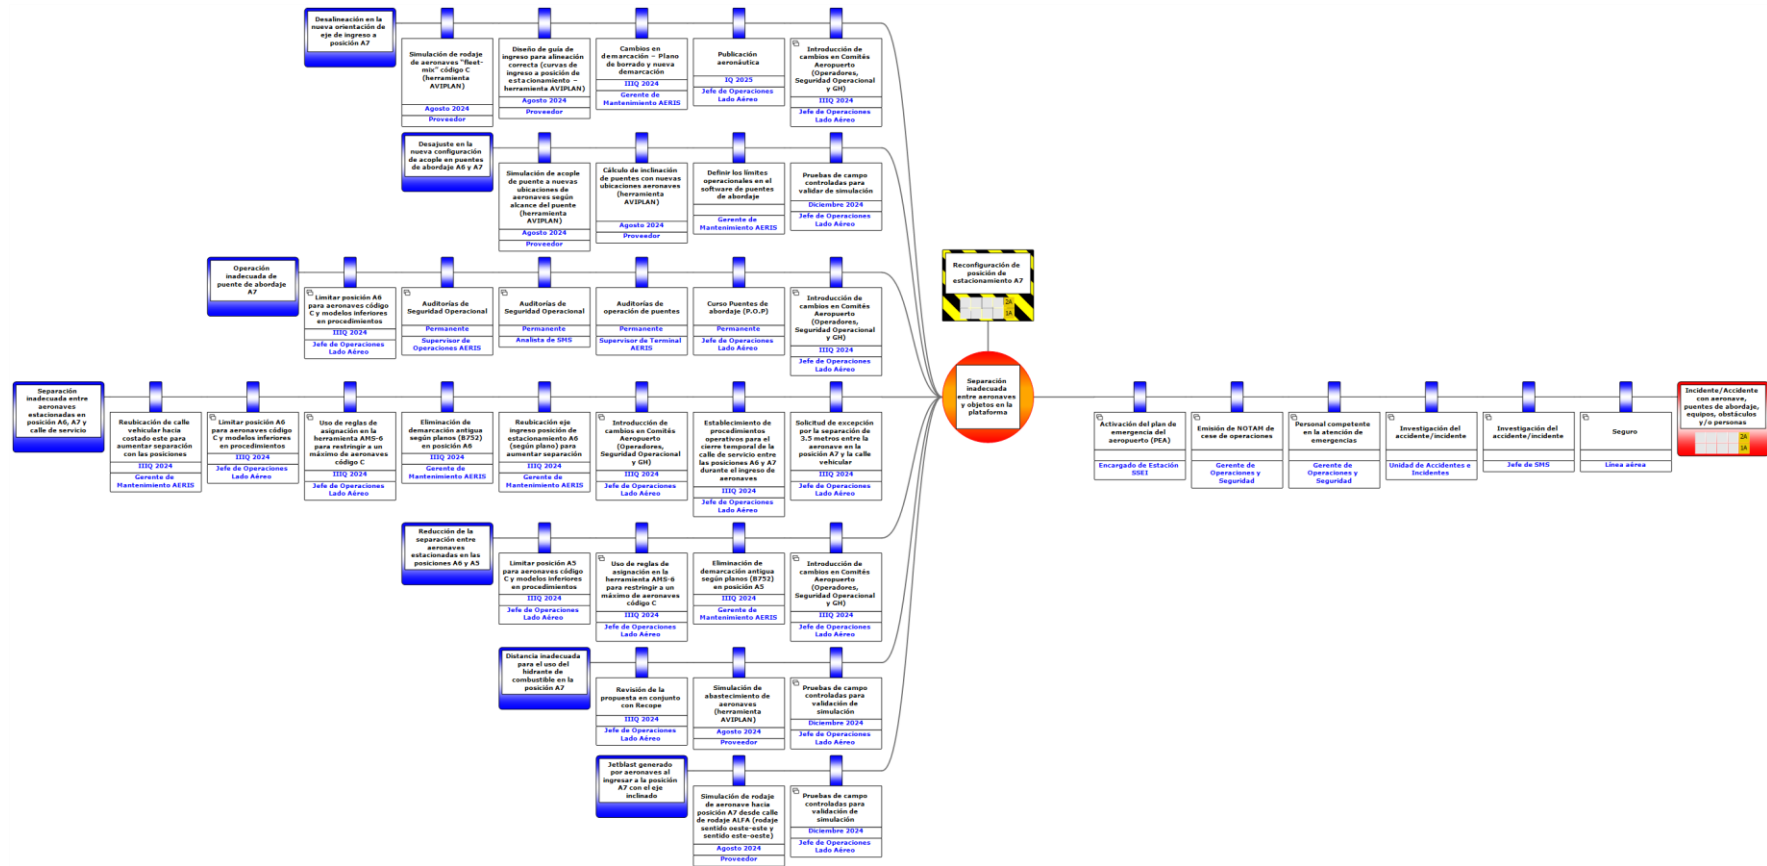 Desalineación en la
nueva orientación de
eje de ingreso a
posición A7
Simulación de rodaje
de aeronaves "fleet-
mix" código C
(herramienta
AVIPLAN)
Agosto 2024
Proveedor
Diseño de guía de
ingreso para alineación
correcta (curvas de
ingreso a posición de
estacionamiento –
herramienta AVIPLAN)
Agosto 2024
Proveedor
Cambios en
demarcación – Plano
de borrado y nueva
demarcación
IIIQ 2024
Gerente de
Mantenimiento AERIS
Publicación
aeronáutica
IQ 2025
Jefe de Operaciones
Lado Aéreo
Introducción de
cambios en Comités
Aeropuerto
(Operadores,
Seguridad Operacional
y GH)
IIIQ 2024
Jefe de Operaciones
Lado Aéreo
Desajuste en la
nueva configuración
de acople en puentes
de abordaje A6 y A7
Simulación de acople
de puente a nuevas
ubicaciones de
aeronaves según
alcance del puente
(herramienta
AVIPLAN)
Agosto 2024
Proveedor
Cálculo de inclinación
de puentes con nuevas
ubicaciones aeronaves
(herramienta
AVIPLAN)
Agosto 2024
Proveedor
Definir los límites
operacionales en el
software de puentes
de abordaje
Gerente de
Mantenimiento AERIS
Pruebas de campo
controladas para
validar de simulación
Diciembre 2024
Jefe de Operaciones
Lado Aéreo
Operación
inadecuada de
puente de abordaje
A7
Limitar posición A6
para aeronaves código
C y modelos inferiores
en procedimientos
IIIQ 2024
Jefe de Operaciones
Lado Aéreo
Auditorías de
Seguridad Operacional
Permanente
Supervisor de
Operaciones AERIS
Auditorías de
Seguridad Operacional
Permanente
Analista de SMS
Auditorías de
operación de puentes
Permanente
Supervisor de Terminal
AERIS
Curso Puentes de
abordaje (P.O.P)
Permanente
Jefe de Operaciones
Lado Aéreo
Introducción de
cambios en Comités
Aeropuerto
(Operadores,
Seguridad Operacional
y GH)
IIIQ 2024
Jefe de Operaciones
Lado Aéreo
Reconfiguración de
posición de
estacionamiento A7
2A
1A
Separación
inadecuada
entre aeronaves
y objetos en la
plataforma
Separación
inadecuada entre
aeronaves
estacionadas en
posición A6, A7 y
calle de servicio
Reubicación de calle
vehicular hacia
costado este para
aumentar separación
con las posiciones
IIIQ 2024
Gerente de
Mantenimiento AERIS
Limitar posición A6
para aeronaves código
C y modelos inferiores
en procedimientos
IIIQ 2024
Jefe de Operaciones
Lado Aéreo
Uso de reglas de
asignación en la
herramienta AMS-6
para restringir a un
máximo de aeronaves
código C
IIIQ 2024
Jefe de Operaciones
Lado Aéreo
Eliminación de
demarcación antigua
según planos (B752)
en posición A6
IIIQ 2024
Gerente de
Mantenimiento AERIS
Reubicación eje
ingreso posición de
estacionamiento A6
(según plano) para
aumentar separación
IIIQ 2024
Gerente de
Mantenimiento AERIS
Introducción de
cambios en Comités
Aeropuerto
(Operadores,
Seguridad Operacional
y GH)
IIIQ 2024
Jefe de Operaciones
Lado Aéreo
Establecimiento de
procedimientos
operativos para el
cierre temporal de la
calle de servicio entre
las posiciones A6 y A7
durante el ingreso de
aeronaves
IIIQ 2024
Jefe de Operaciones
Lado Aéreo
Solicitud de excepción
por la separación de
3.5 metros entre la
aeronave en la
posición A7 y la calle
vehicular
IIIQ 2024
Jefe de Operaciones
Lado Aéreo
Activación del plan de
emergencia del
aeropuerto (PEA)
Encargado de Estación
SSEI
Emisión de NOTAM de
cese de operaciones
Gerente de
Operaciones y
Seguridad
Personal competente
en la atención de
emergencias
Gerente de
Operaciones y
Seguridad
Investigación del
accidente/incidente
Unidad de Accidentes e
Incidentes
Investigación del
accidente/incidente
Jefe de SMS
Seguro
Línea aérea
Incidente/Accidente
con aeronave,
puentes de abordaje,
equipos, obstáculos
y/o personas
2A
1A
Reducción de la
separación entre
aeronaves
estacionadas en las
posiciones A6 y A5
Limitar posición A5
para aeronaves código
C y modelos inferiores
en procedimientos
IIIQ 2024
Jefe de Operaciones
Lado Aéreo
Uso de reglas de
asignación en la
herramienta AMS-6
para restringir a un
máximo de aeronaves
código C
IIIQ 2024
Jefe de Operaciones
Lado Aéreo
Eliminación de
demarcación antigua
según planos (B752)
en posición A5
IIIQ 2024
Gerente de
Mantenimiento AERIS
Introducción de
cambios en Comités
Aeropuerto
(Operadores,
Seguridad Operacional
y GH)
IIIQ 2024
Jefe de Operaciones
Lado Aéreo
Distancia inadecuada
para el uso del
hidrante de
combustible en la
posición A7
Revisión de la
propuesta en conjunto
con Recope
IIIQ 2024
Jefe de Operaciones
Lado Aéreo
Simulación de
abastecimiento de
aeronaves
(herramienta
AVIPLAN)
Agosto 2024
Proveedor
Pruebas de campo
controladas para
validación de
simulación
Diciembre 2024
Jefe de Operaciones
Lado Aéreo
Jetblast generado
por aeronaves al
ingresar a la posición
A7 con el eje
inclinado
Simulación de rodaje
de aeronave hacia
posición A7 desde calle
de rodaje ALFA (rodaje
sentido oeste-este y
sentido este-oeste)
Agosto 2024
Proveedor
Pruebas de campo
controladas para
validación de
simulación
Diciembre 2024
Jefe de Operaciones
Lado Aéreo